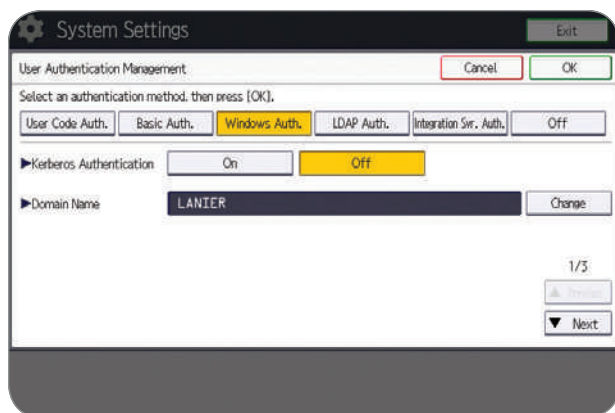 System Settings Exit
User Authentication Management Cancel OK
Select an authentication method, then press [OK].
User Code Auth. Basic Auth. Windows Auth. LDAP Auth. Integration Svr. Auth. Off
►Kerberos Authentication On Off
►Domain Name LANIER Change
1/3
▲ Previous
▼ Next